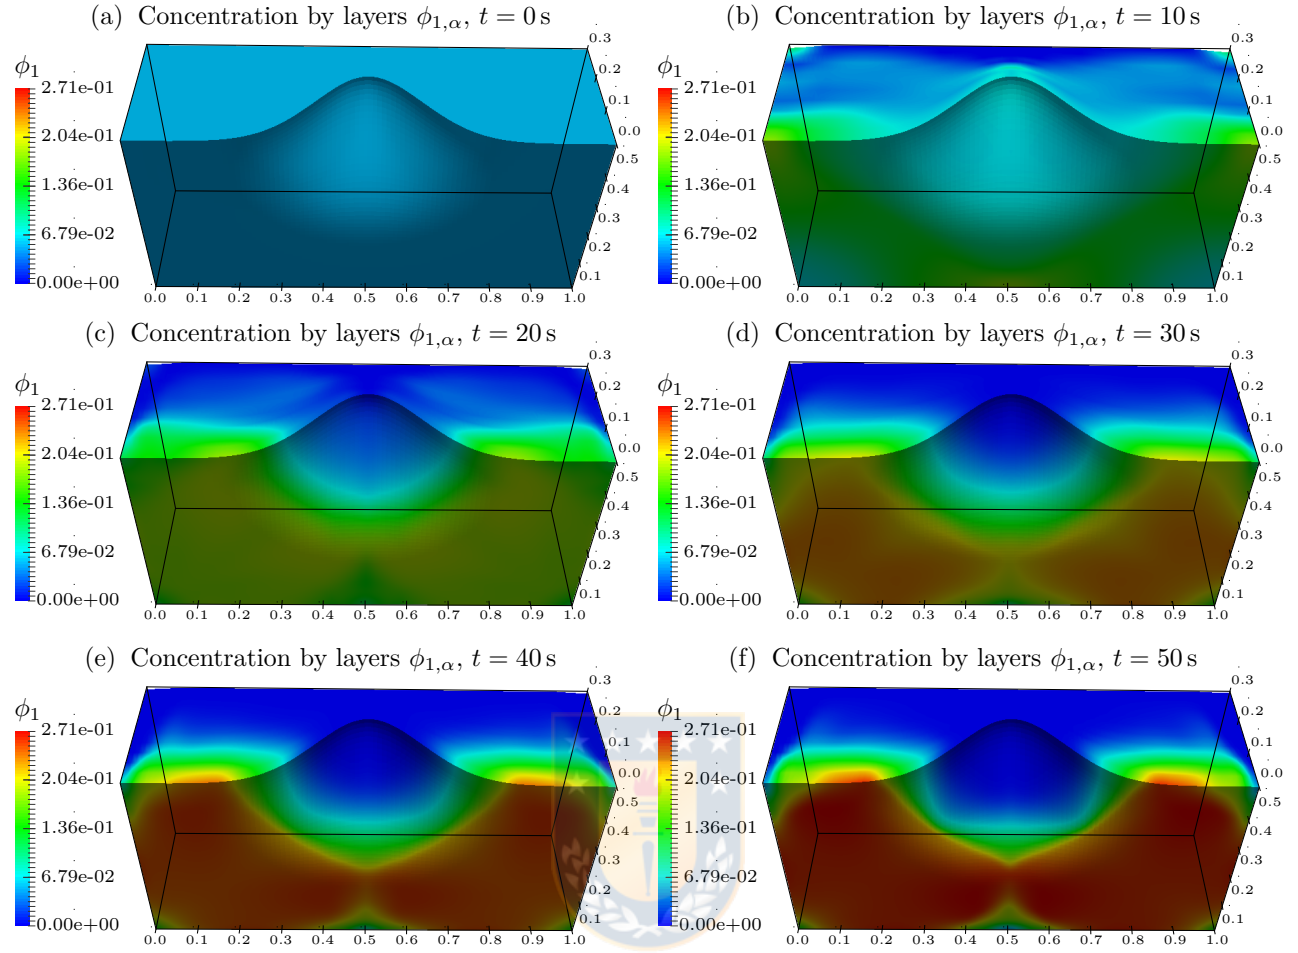 (a) Concentration by layers ϕ1,α, t = 0 s
ϕ1
2.71e-01
2.04e-01
1.36e-01
6.79e-02
0.00e+00
0.3
0.2
0.1
0.0
0.5
0.4
0.3
0.2
0.1
0.0 0.1 0.2 0.3 0.4 0.5 0.6 0.7 0.8 0.9 1.0
(b) Concentration by layers ϕ1,α, t = 10 s
ϕ1
2.71e-01
2.04e-01
1.36e-01
6.79e-02
0.00e+00
0.3
0.2
0.1
0.0
0.5
0.4
0.3
0.2
0.1
0.0 0.1 0.2 0.3 0.4 0.5 0.6 0.7 0.8 0.9 1.0
(c) Concentration by layers ϕ1,α, t = 20 s
ϕ1
2.71e-01
2.04e-01
1.36e-01
6.79e-02
0.00e+00
0.3
0.2
0.1
0.0
0.5
0.4
0.3
0.2
0.1
0.0 0.1 0.2 0.3 0.4 0.5 0.6 0.7 0.8 0.9 1.0
(d) Concentration by layers ϕ1,α, t = 30 s
ϕ1
2.71e-01
2.04e-01
1.36e-01
6.79e-02
0.00e+00
0.3
0.2
0.1
0.0
0.5
0.4
0.3
0.2
0.1
0.0 0.1 0.2 0.3 0.4 0.5 0.6 0.7 0.8 0.9 1.0
(e) Concentration by layers ϕ1,α, t = 40 s
ϕ1
2.71e-01
2.04e-01
1.36e-01
6.79e-02
0.00e+00
0.3
0.2
0.1
0.0
0.5
0.4
0.3
0.2
0.1
0.0 0.1 0.2 0.3 0.4 0.5 0.6 0.7 0.8 0.9 1.0
(f) Concentration by layers ϕ1,α, t = 50 s
ϕ1
2.71e-01
2.04e-01
1.36e-01
6.79e-02
0.00e+00
0.3
0.2
0.1
0.0
0.5
0.4
0.3
0.2
0.1
0.0 0.1 0.2 0.3 0.4 0.5 0.6 0.7 0.8 0.9 1.0